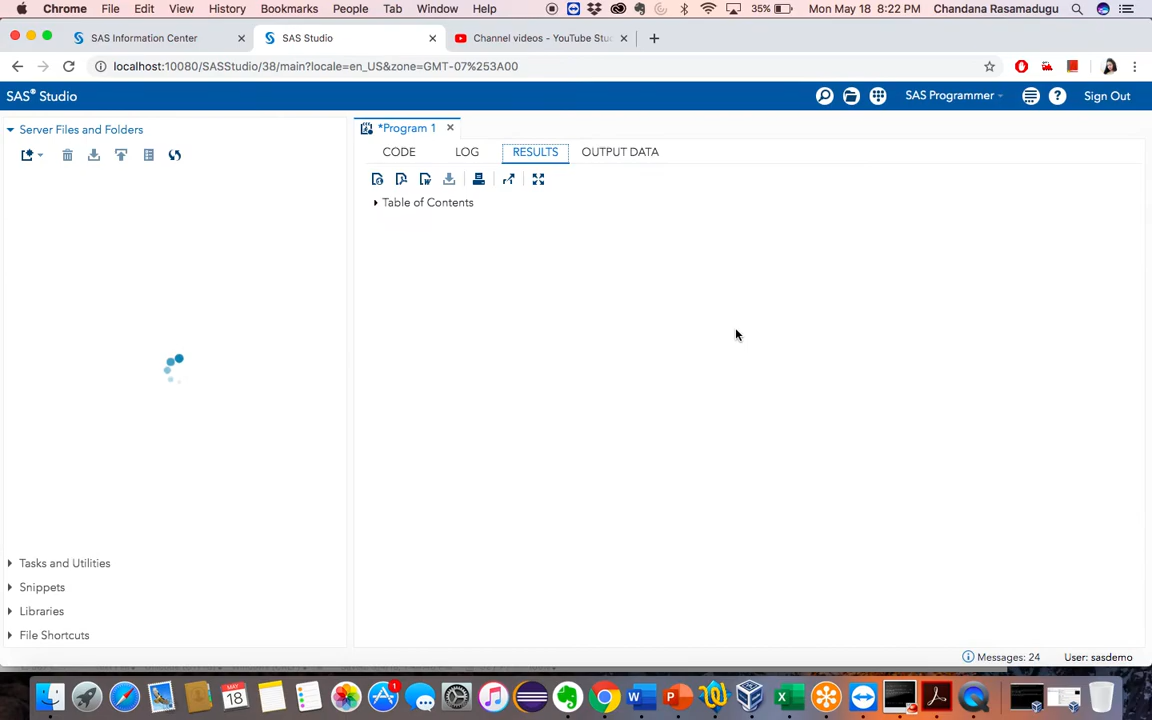 Chrome File Edit View History Bookmarks People Tab Window Help 35% Mon May 18 8:22 PM Chandana Rasamadugu
SAS Information Center SAS Studio Channel videos - YouTube Stu
localhost:10080/SASStudio/38/main?locale=en_US&zone=GMT-07%253A00
SAS® Studio SAS Programmer Sign Out
Server Files and Folders
*Program 1
CODE LOG RESULTS OUTPUT DATA
Table of Contents
Tasks and Utilities
Snippets
Libraries
File Shortcuts
Messages: 24 User: sasdemo
MAY
18
1